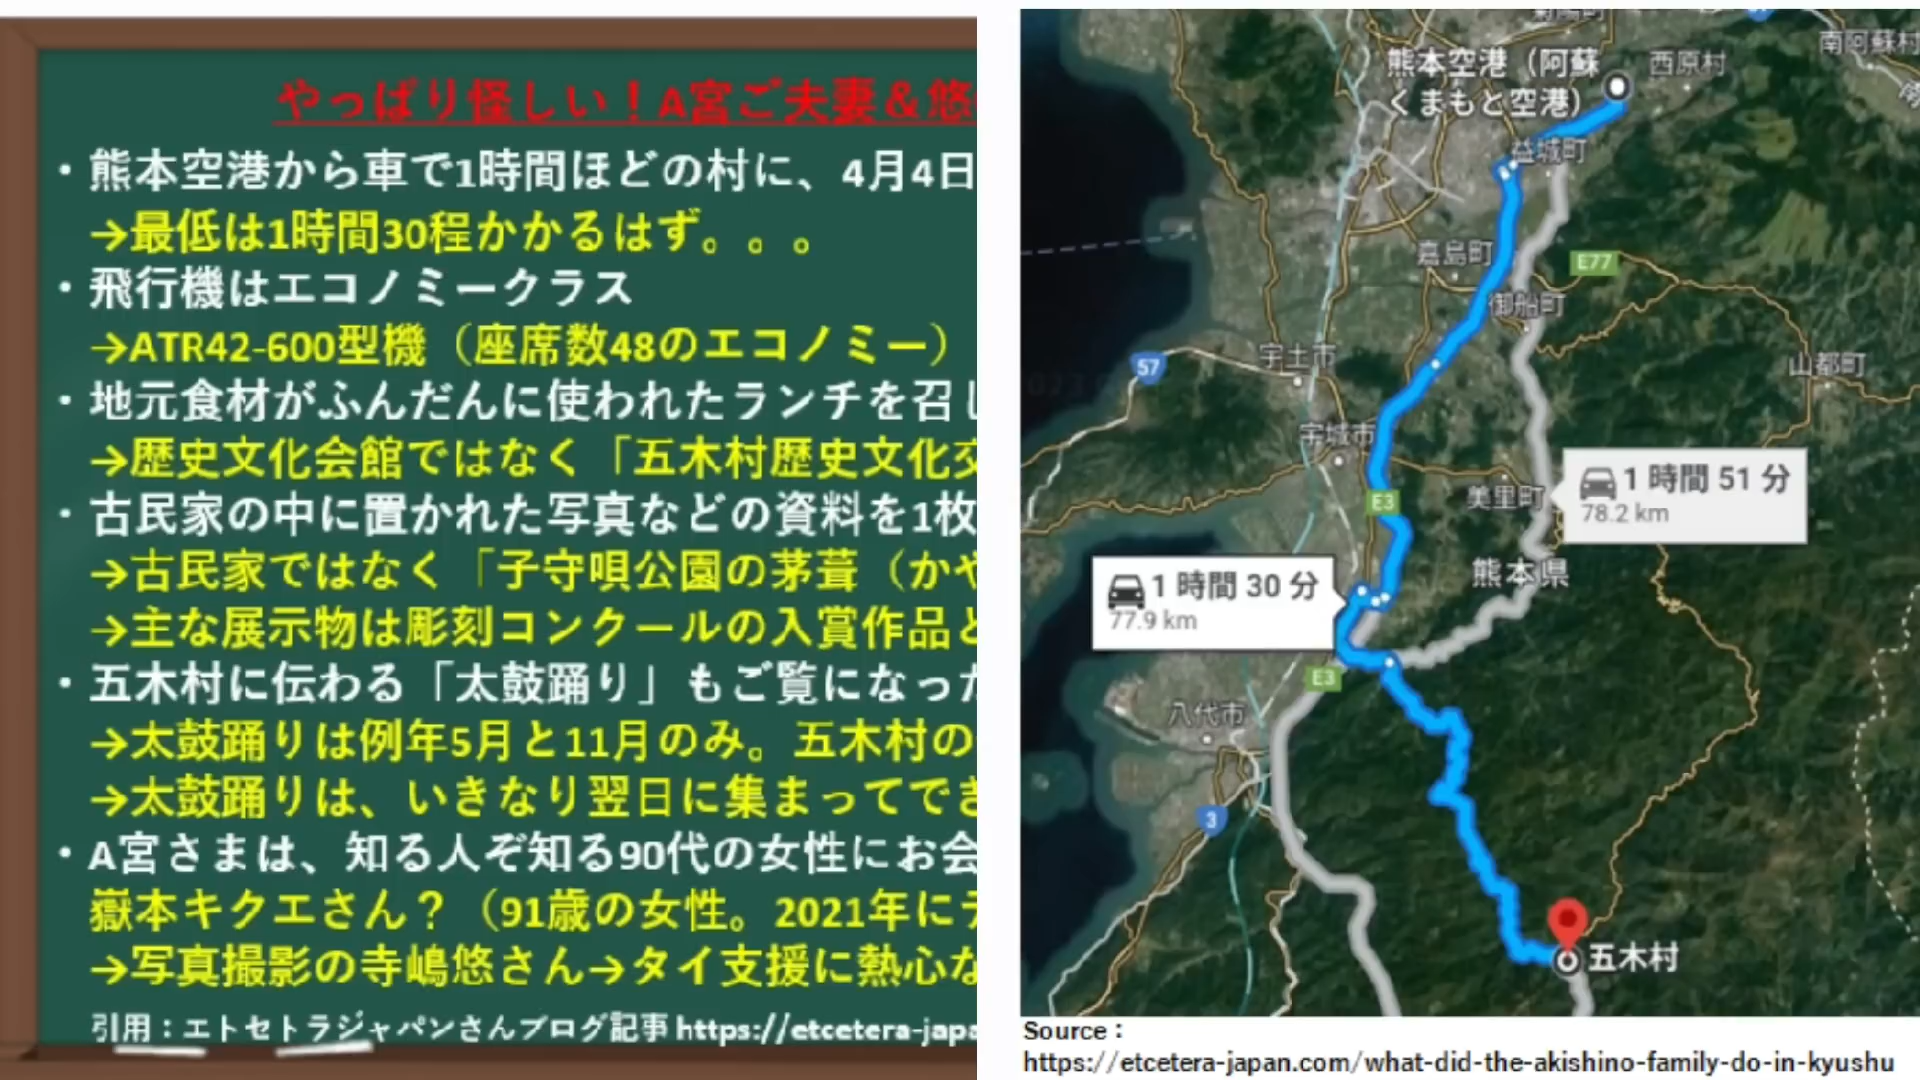 やっぱり怪しい！A宮ご夫妻＆悠
・熊本空港から車で1時間ほどの村に、4月4日
→最低は1時間30程かかるはず。。。
・飛行機はエコノミークラス
→ATR42-600型機（座席数48のエコノミー）
・地元食材がふんだんに使われたランチを召し
→歴史文化会館ではなく「五木村歴史文化交
・古民家の中に置かれた写真などの資料を1枚
→古民家ではなく「子守唄公園の茅葺（かや
→主な展示物は彫刻コンクールの入賞作品と
・五木村に伝わる「太鼓踊り」もご覧になった
→太鼓踊りは例年5月と11月のみ。五木村の
→太鼓踊りは、いきなり翌日に集まってでき
・A宮さまは、知る人ぞ知る90代の女性にお会
嶽本キクエさん？（91歳の女性。2021年にテ
→写真撮影の寺嶋悠さん→タイ支援に熱心な
引用：エトセトラジャパンさんブログ記事 https://etcetera-japa
熊本空港（阿蘇
くまもと空港）
西原村
南阿蘇村
益城町
嘉島町
E77
御船町
宇土市
57
山都町
宇城市
E3
美里町
1 時間 51 分
78.2 km
熊本県
1 時間 30 分
77.9 km
E3
八代市
3
五木村
Source：
https://etcetera-japan.com/what-did-the-akishino-family-do-in-kyushu